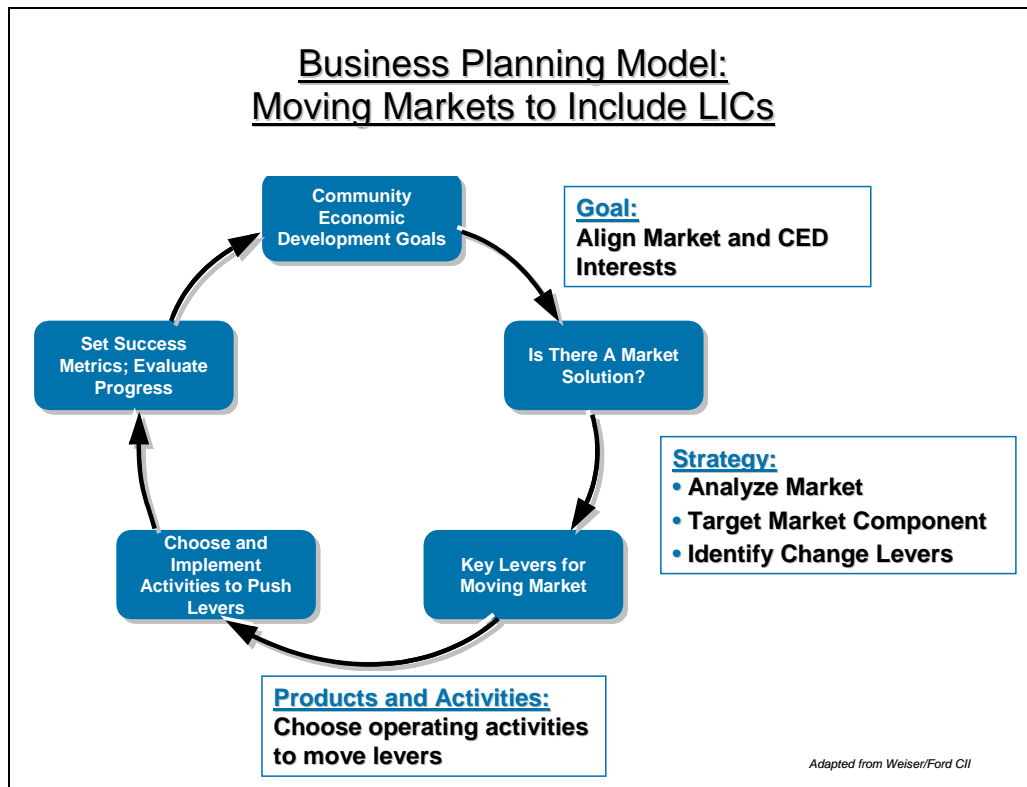 Business Planning Model:
Moving Markets to Include LICs
Community
Economic
Development Goals
Goal:
Align Market and CED
Interests
Set Success
Metrics; Evaluate
Progress
Is There A Market
Solution?
Strategy:
• Analyze Market
• Target Market Component
• Identify Change Levers
Choose and
Implement
Activities to Push
Levers
Key Levers for
Moving Market
Products and Activities:
Choose operating activities
to move levers
Adapted from Weiser/Ford CII